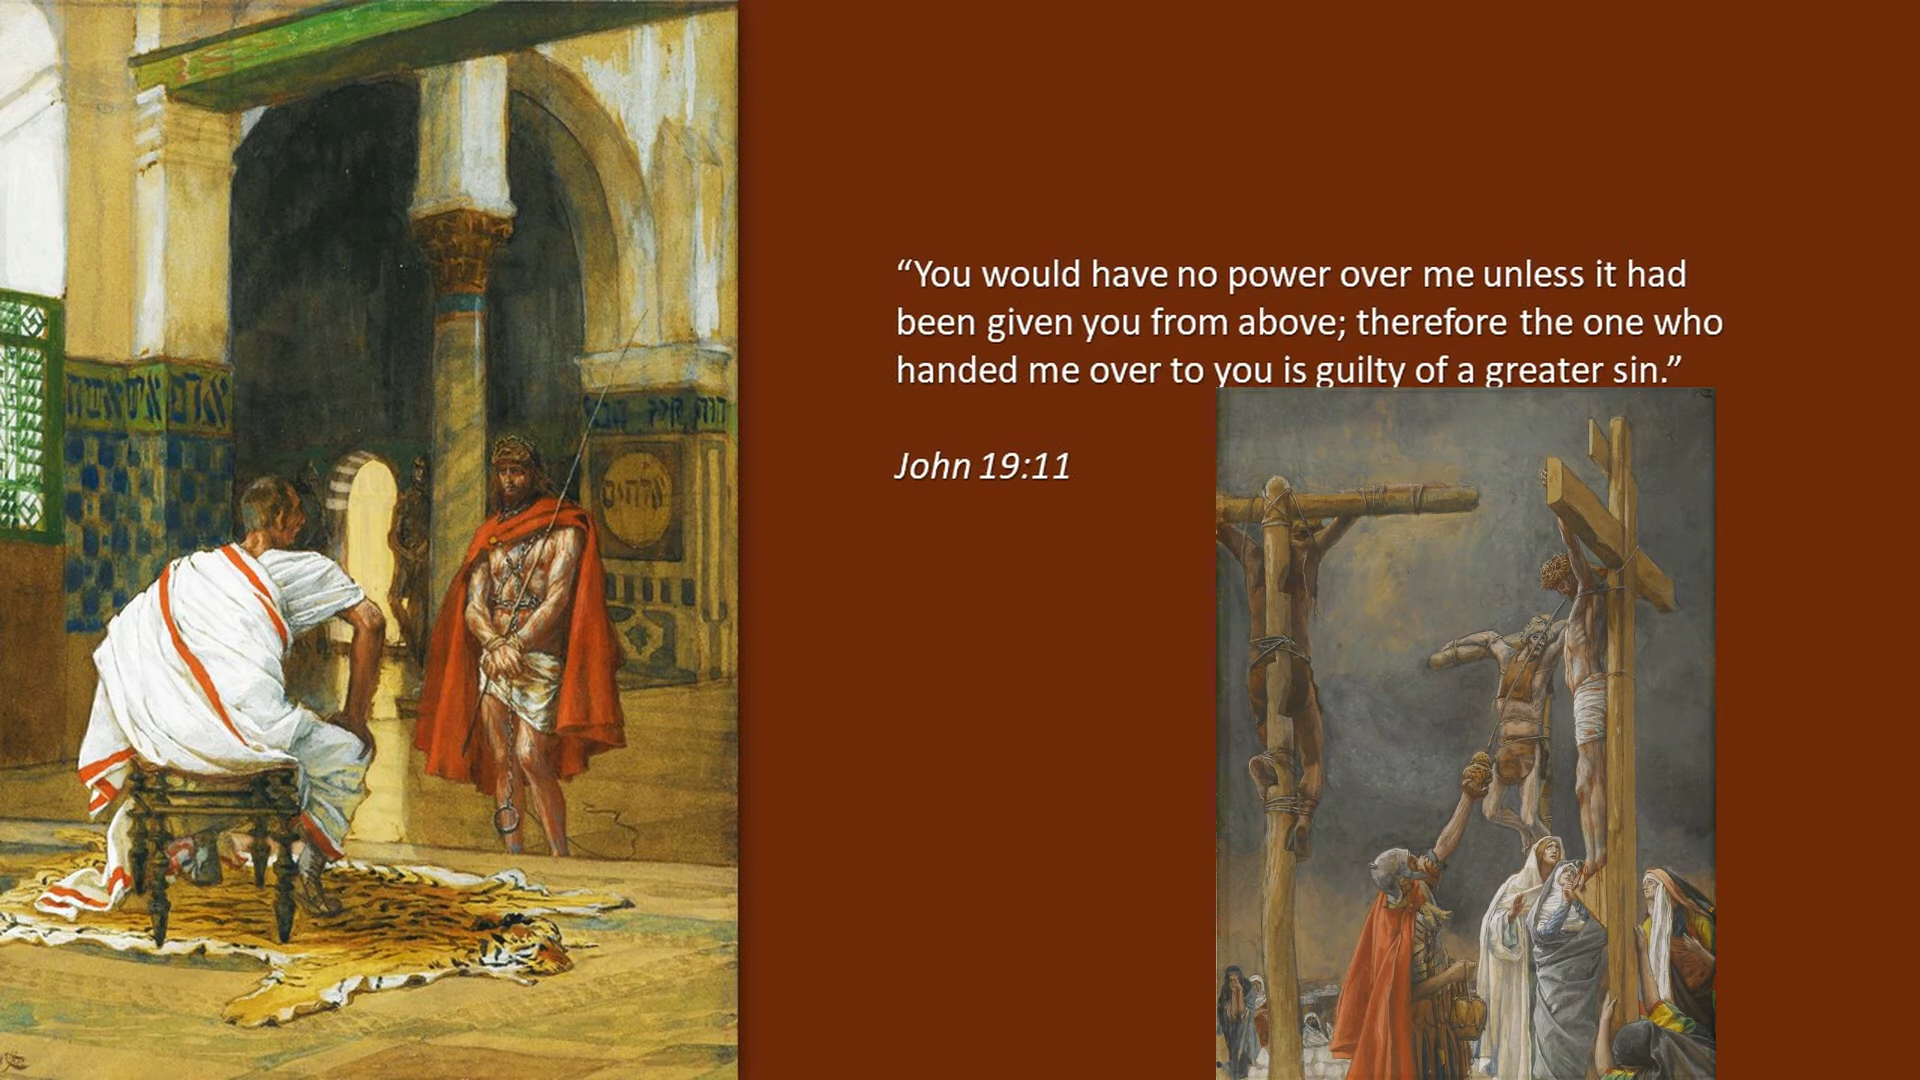 “You would have no power over me unless it had
been given you from above; therefore the one who
handed me over to you is guilty of a greater sin.”
John 19:11